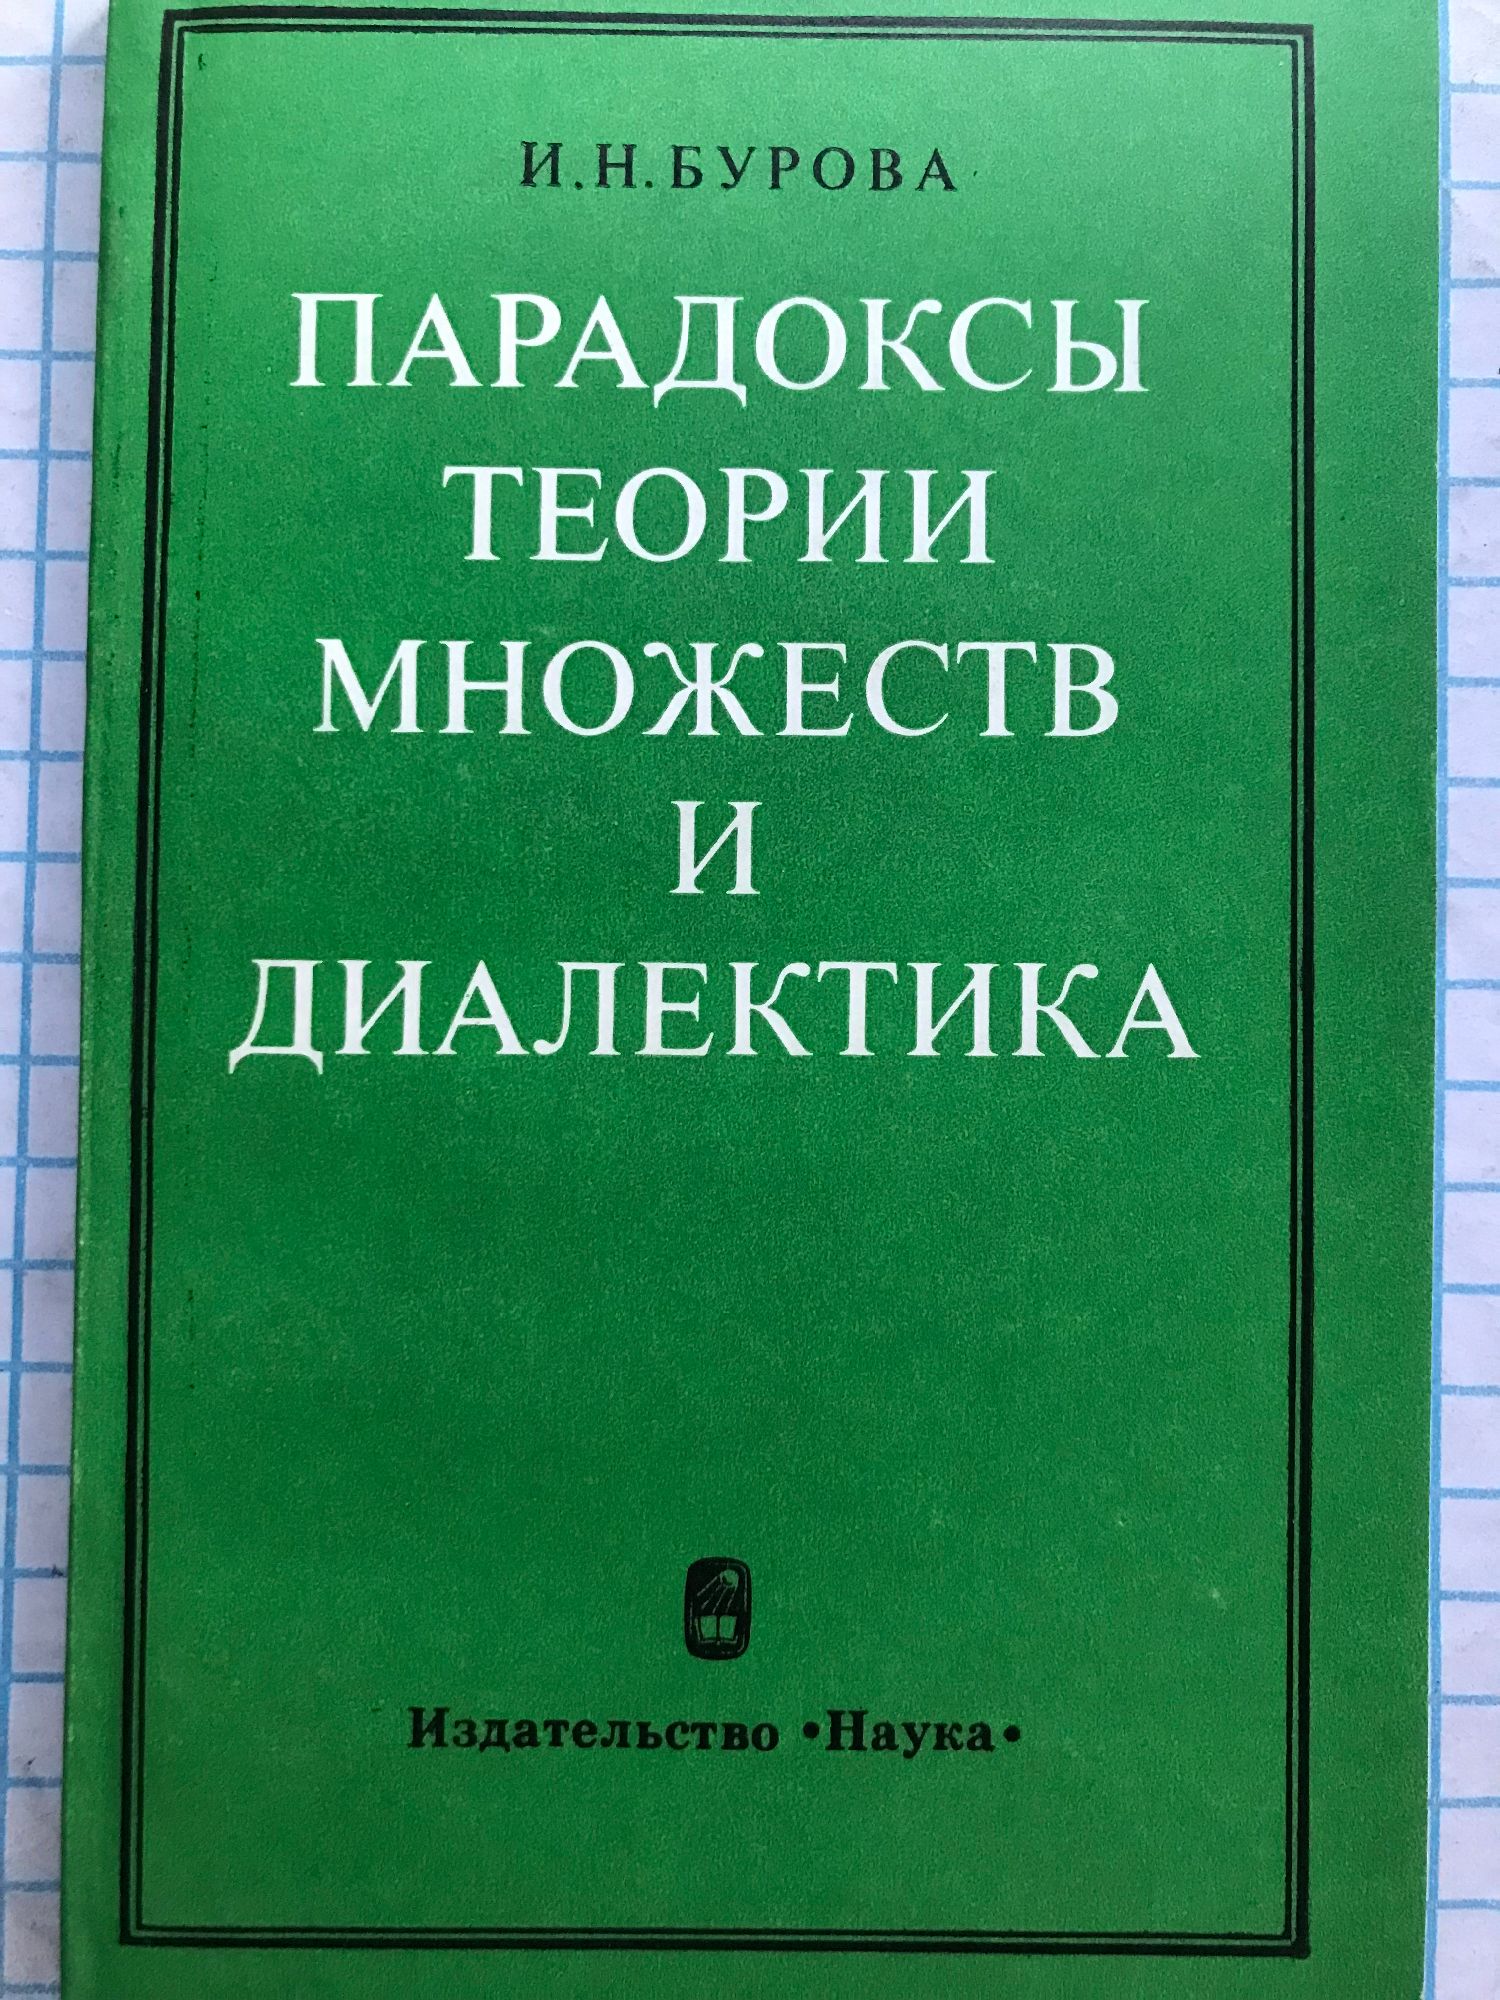 И.Н.БУРОВА
ПАРАДОКСЫ
ТЕОРИИ
МНОЖЕСТВ
И
ДИАЛЕКТИКА
Издательство •Наука•